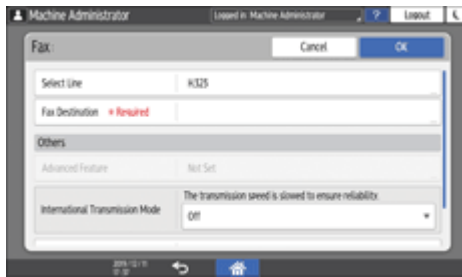 Machine Administrator
Logged in Machine Administrator
?
Logout
Fax:
Cancel
OK
Select Line
H.325
Fax Destination * Required
Others
Advanced Feature
Not Set
The transmission speed is slowed to ensure reliability.
International Transmission Mode
Off